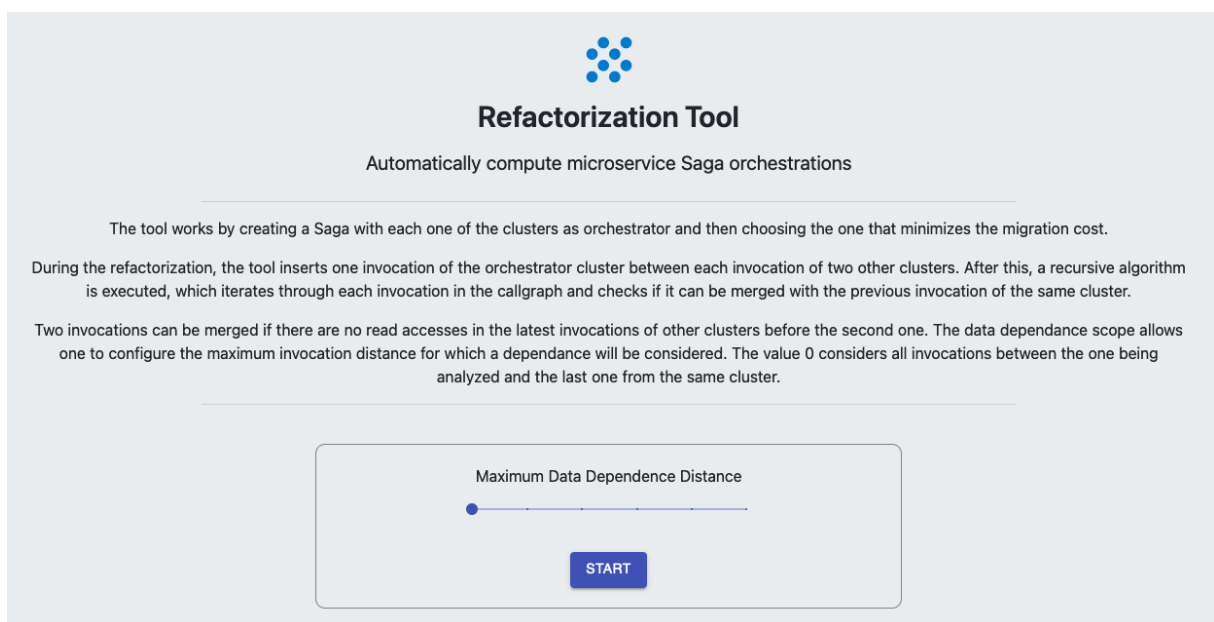 Refactorization Tool
Automatically compute microservice Saga orchestrations
The tool works by creating a Saga with each one of the clusters as orchestrator and then choosing the one that minimizes the migration cost.
During the refactorization, the tool inserts one invocation of the orchestrator cluster between each invocation of two other clusters. After this, a recursive algorithm
is executed, which iterates through each invocation in the callgraph and checks if it can be merged with the previous invocation of the same cluster.
Two invocations can be merged if there are no read accesses in the latest invocations of other clusters before the second one. The data dependance scope allows
one to configure the maximum invocation distance for which a dependance will be considered. The value 0 considers all invocations between the one being
analyzed and the last one from the same cluster.
Maximum Data Dependence Distance
START